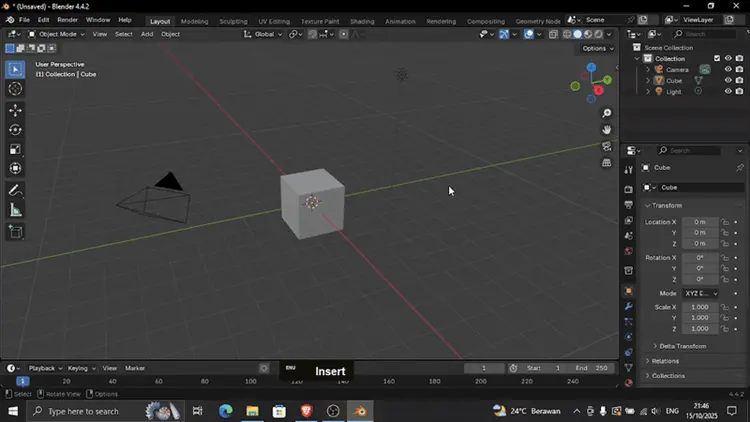 * (Unsaved) - Blender 4.4.2
File Edit Render Window Help Layout Modeling Sculpting UV Editing Texture Paint Shading Animation Rendering Compositing Geometry Node Scene ViewLayer
Object Mode View Select Add Object Global Search
Options
User Perspective
(1) Collection | Cube
Z
Y
X
Scene Collection
Collection
Camera
Cube
Light
Search
Cube
Cube
Transform
Location X 0 m
Y 0 m
Z 0 m
Rotation X 0°
Y 0°
Z 0°
Mode XYZ E...
Scale X 1.000
Y 1.000
Z 1.000
Delta Transform
Relations
Collections
Playback Keying View Marker 1 Start 1 End 250
ENU Insert
1 20 40 60 80 100 120 140 160 180 200 220 240
Select Rotate View Object 4.4.2
Type here to search 24°C Berawan ENG 21:46
15/10/2025